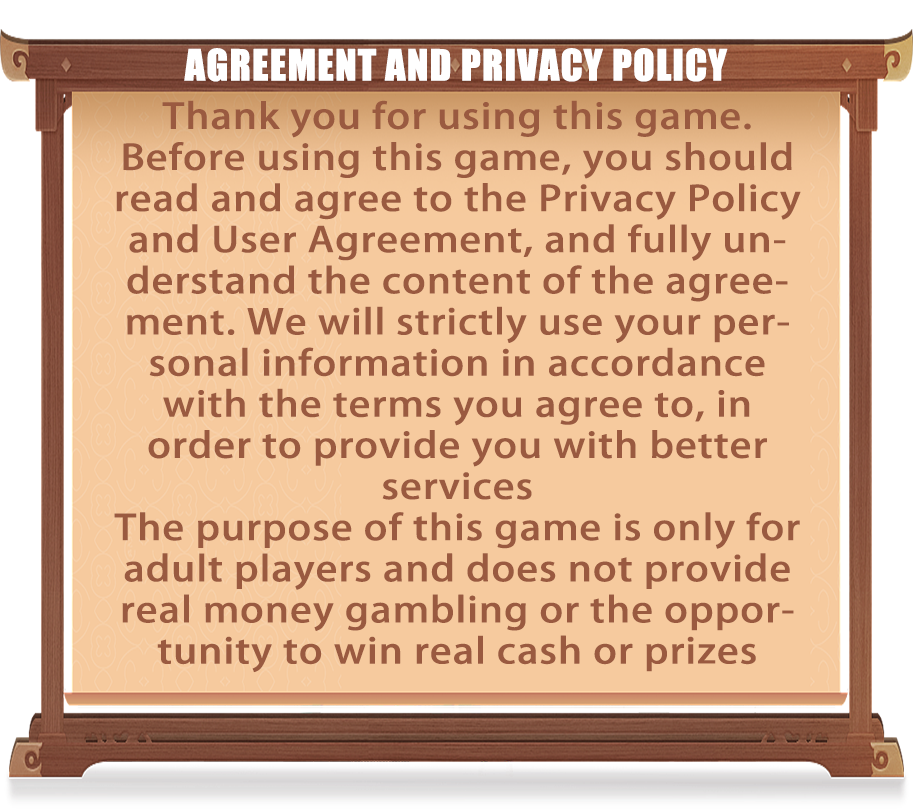 AGREEMENT AND PRIVACY POLICY
Thank you for using this game.
Before using this game, you should
read and agree to the Privacy Policy
and User Agreement, and fully un-
derstand the content of the agree-
ment. We will strictly use your per-
sonal information in accordance
with the terms you agree to, in
order to provide you with better
services
The purpose of this game is only for
adult players and does not provide
real money gambling or the oppor-
tunity to win real cash or prizes